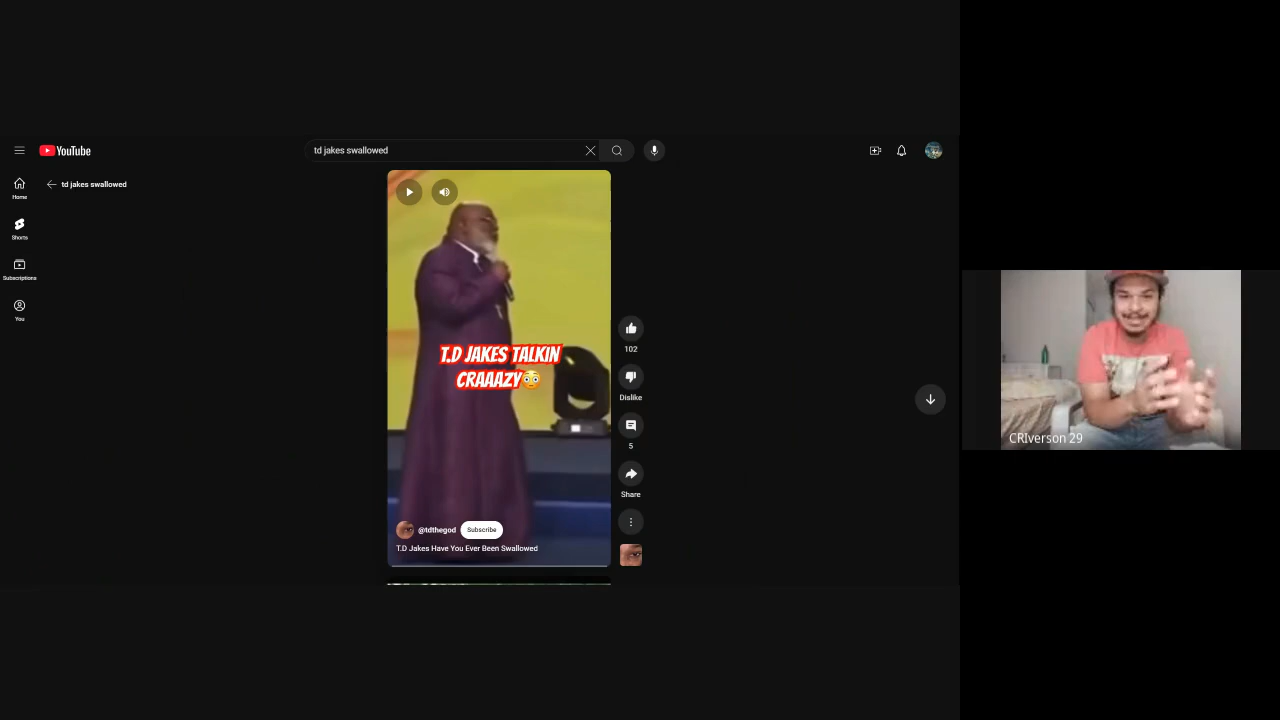 YouTube
td jakes swallowed
td jakes swallowed
Home
Shorts
Subscriptions
You
T.D JAKES TALKIN
CRAAAZY😳
102
Dislike
5
Share
@tdthegod
Subscribe
T.D Jakes Have You Ever Been Swallowed
CRIverson 29